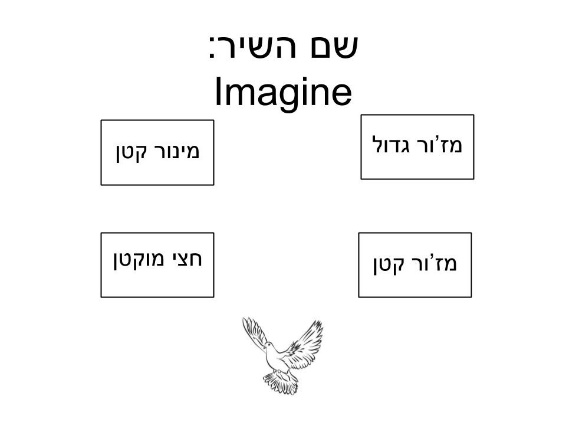 שם השיר:
Imagine
מז'ור גדול
מינור קטן
מז'ור קטן
חצי מוקטן